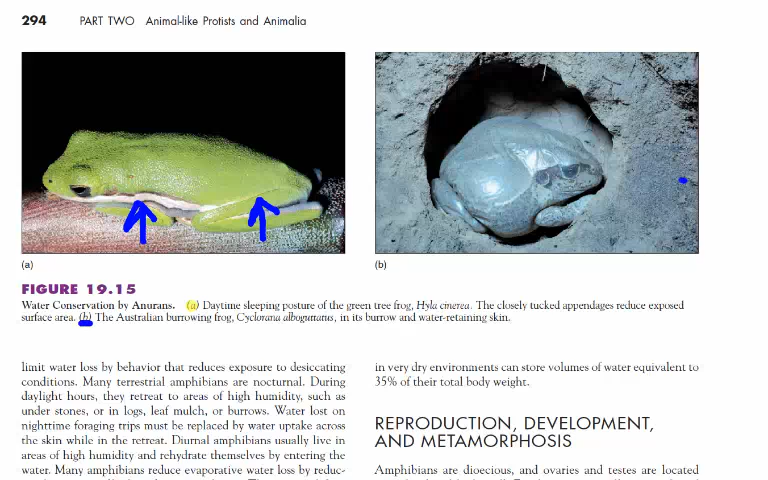 294 PART TWO Animal-like Protists and Animalia
(a)
(b)
FIGURE 19.15
Water Conservation by Anurans. (a) Daytime sleeping posture of the green tree frog, Hyla cinerea. The closely tucked appendages reduce exposed
surface area. (b) The Australian burrowing frog, Cyclorana alboguttatus, in its burrow and water-retaining skin.
limit water loss by behavior that reduces exposure to desiccating
conditions. Many terrestrial amphibians are nocturnal. During
daylight hours, they retreat to areas of high humidity, such as
under stones, or in logs, leaf mulch, or burrows. Water lost on
nighttime foraging trips must be replaced by water uptake across
the skin while in the retreat. Diurnal amphibians usually live in
areas of high humidity and rehydrate themselves by entering the
water. Many amphibians reduce evaporative water loss by reduc-
in very dry environments can store volumes of water equivalent to
35% of their total body weight.
REPRODUCTION, DEVELOPMENT,
AND METAMORPHOSIS
Amphibians are dioecious, and ovaries and testes are located